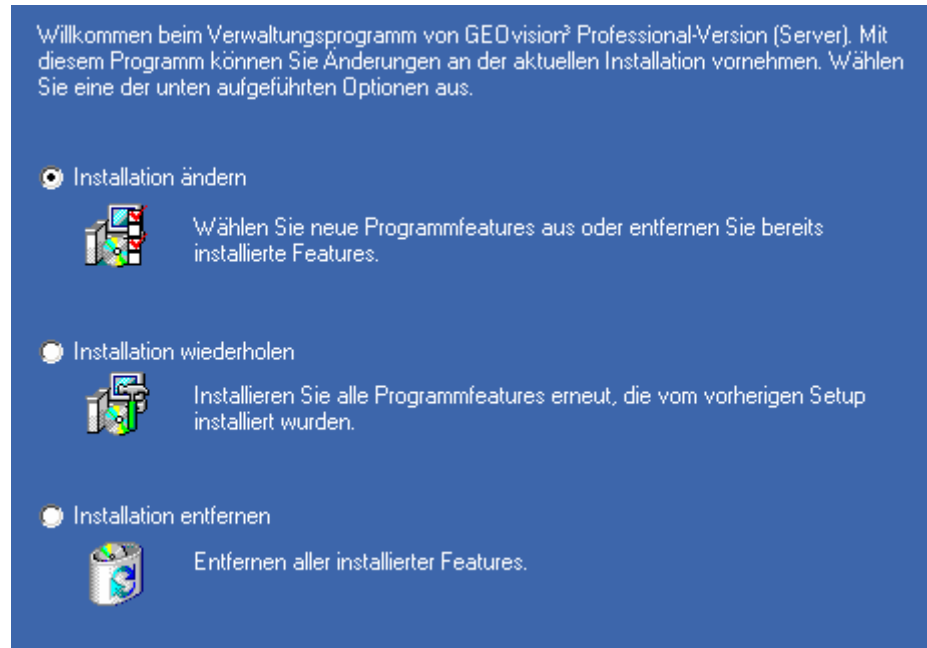 Willkommen beim Verwaltungsprogramm von GEOvision³ Professional-Version (Server). Mit
diesem Programm können Sie Änderungen an der aktuellen Installation vornehmen. Wählen
Sie eine der unten aufgeführten Optionen aus.
Installation ändern
Wählen Sie neue Programmfeatures aus oder entfernen Sie bereits
installierte Features.
Installation wiederholen
Installieren Sie alle Programmfeatures erneut, die vom vorherigen Setup
installiert wurden.
Installation entfernen
Entfernen aller installierter Features.